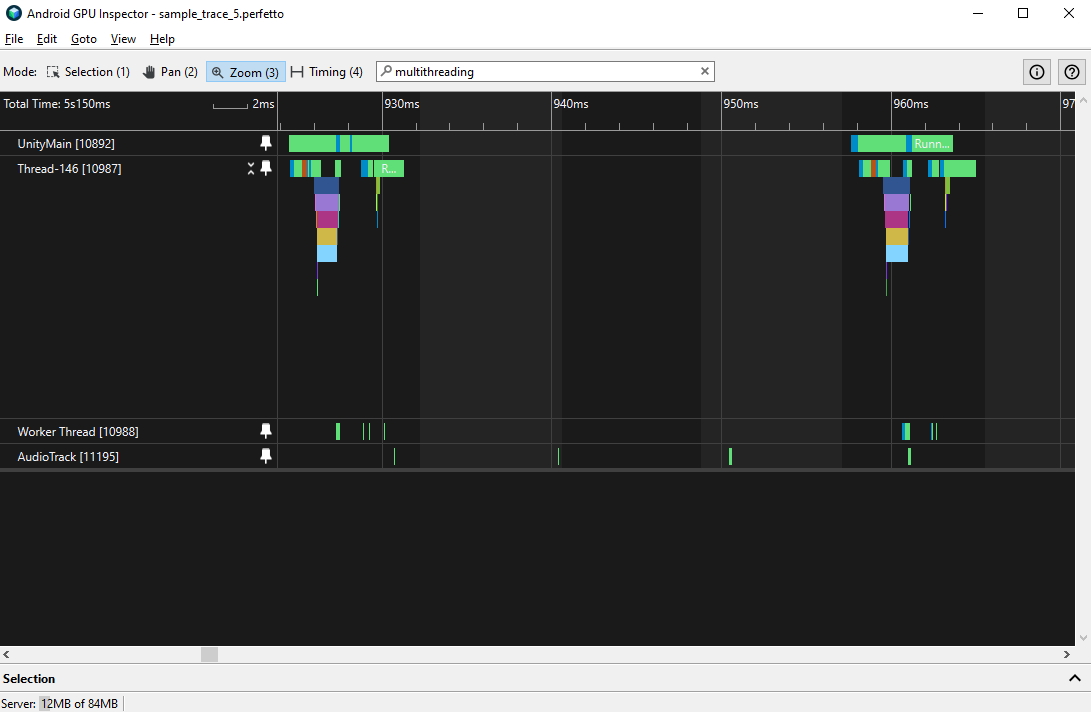 Android GPU Inspector - sample_trace_5.perfetto
File Edit Goto View Help
Mode: Selection (1) Pan (2) Zoom (3) Timing (4) multithreading
Total Time: 5s150ms 2ms 930ms 940ms 950ms 960ms 97
UnityMain [10892] Runn...
Thread-146 [10987] R...
Worker Thread [10988]
AudioTrack [11195]
Selection
Server: 12MB of 84MB